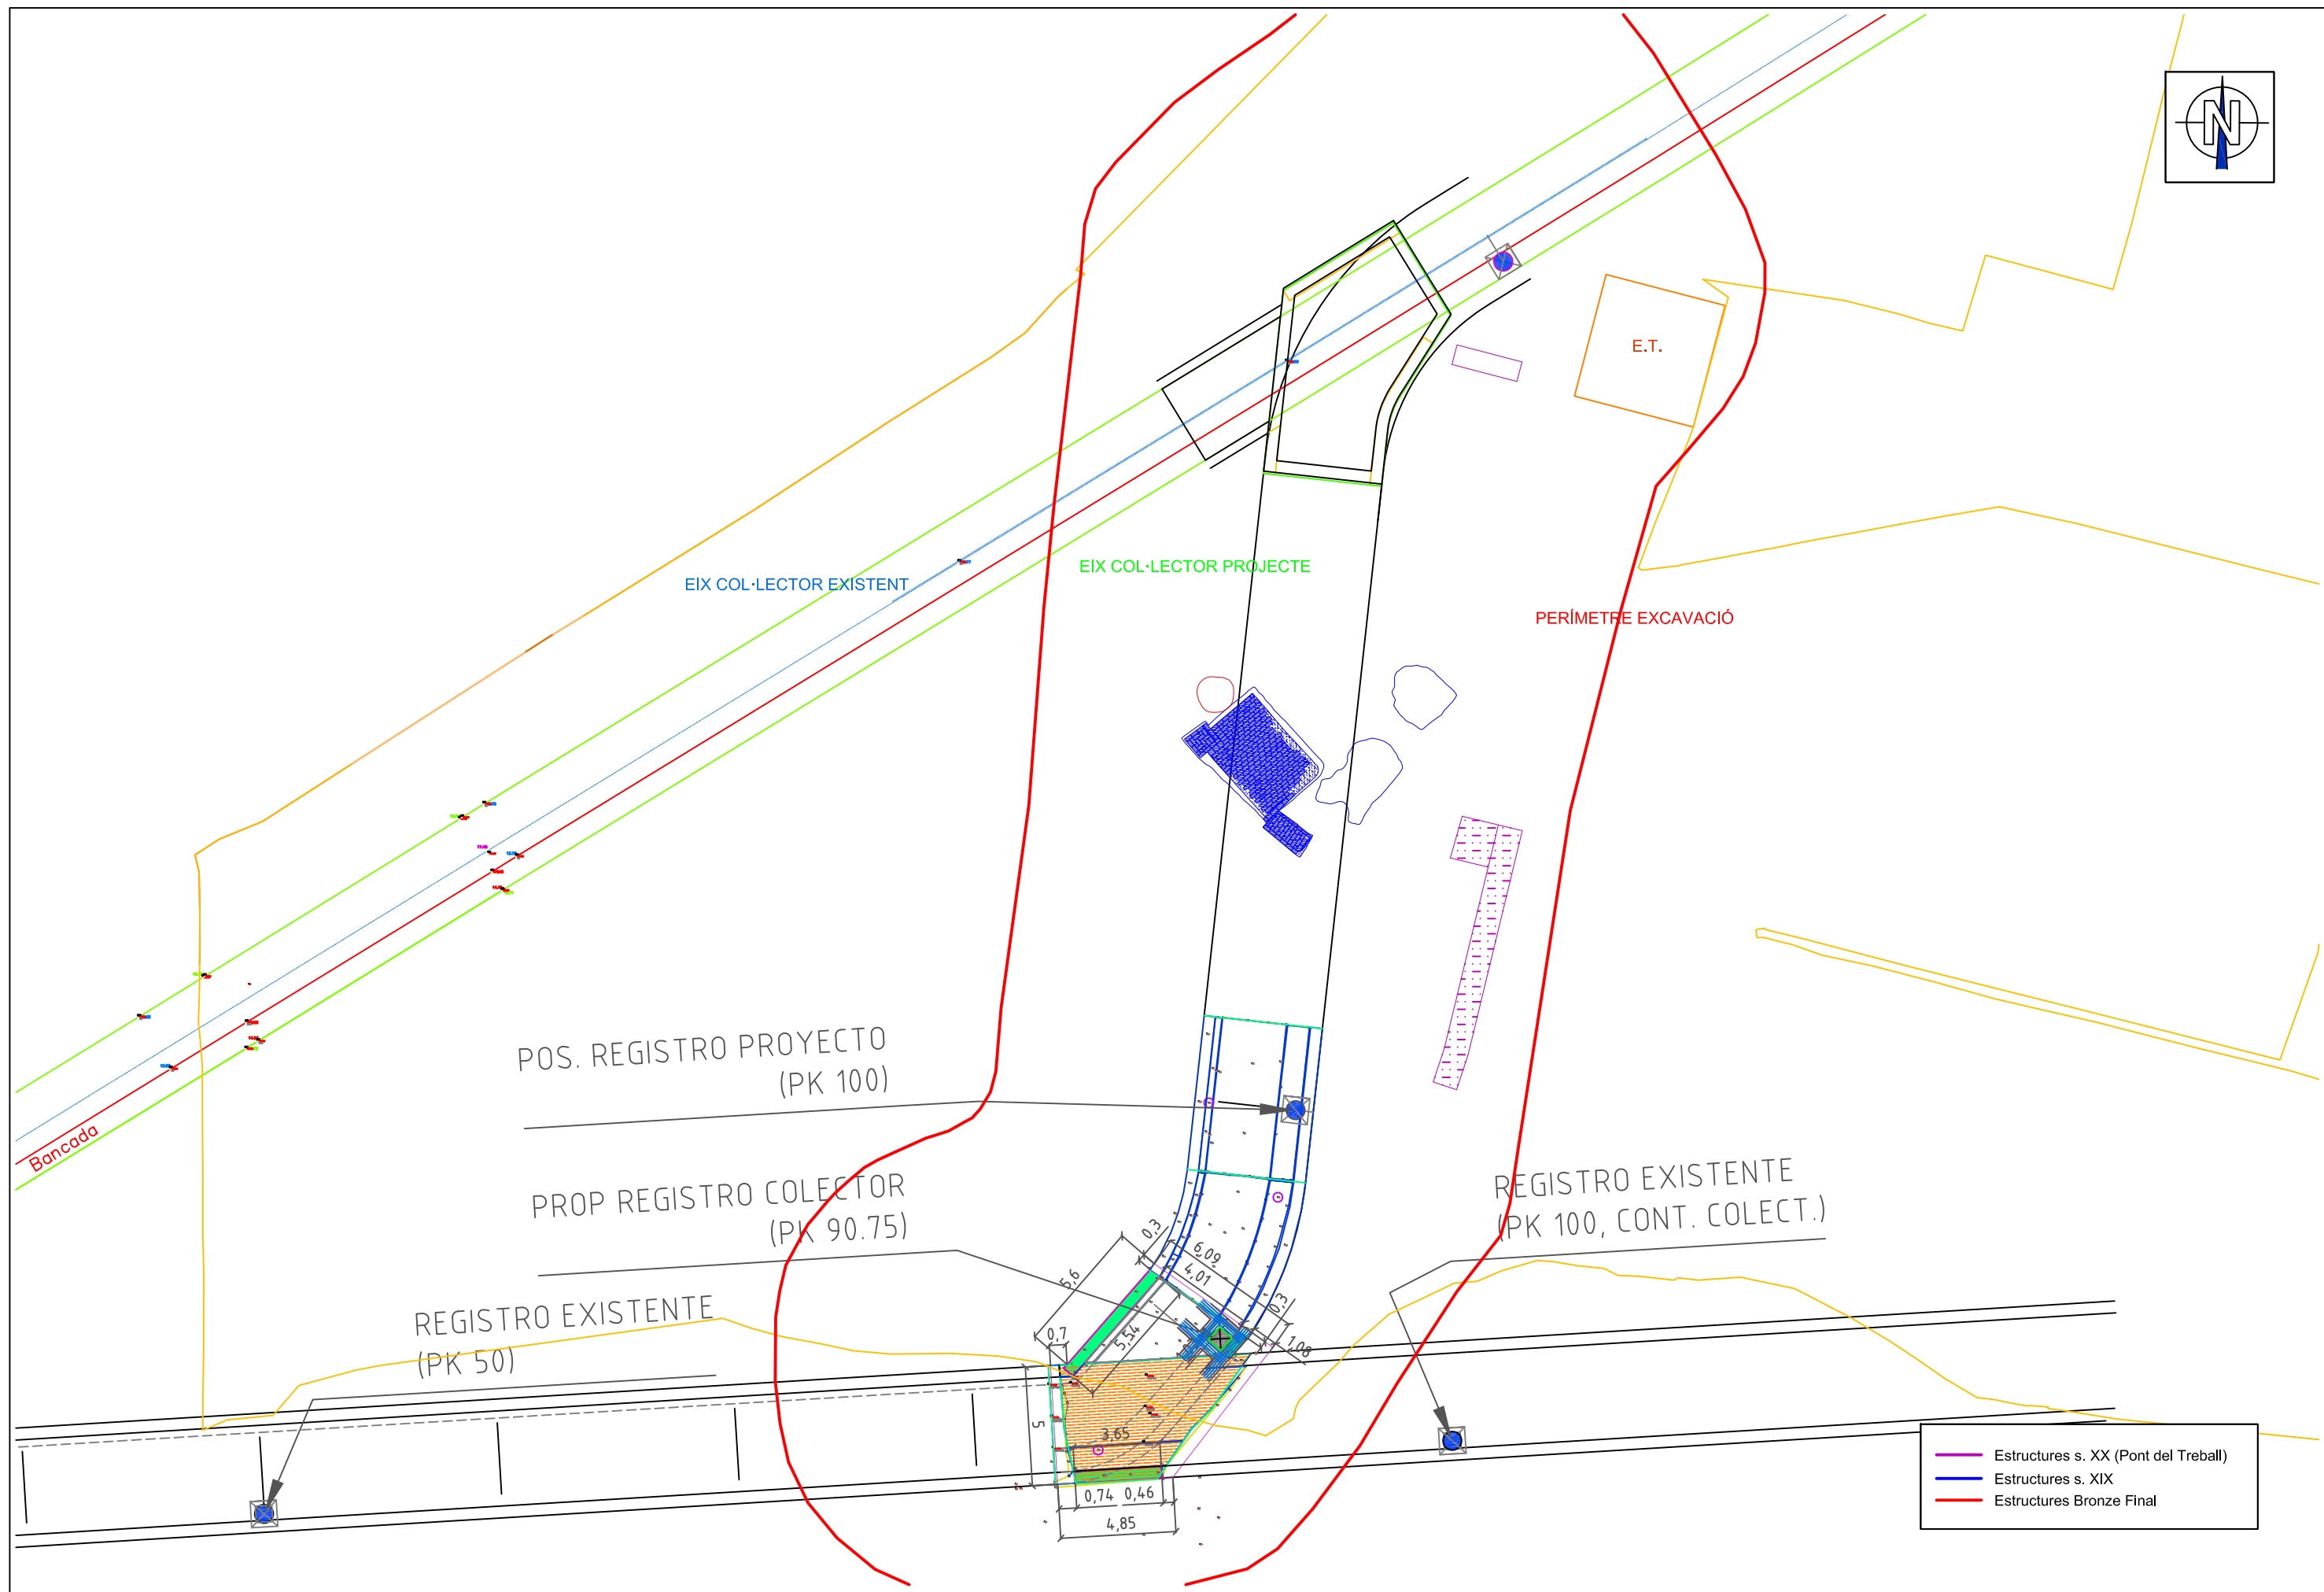 N
E.T.
EIX COL·LECTOR EXISTENT
EIX COL·LECTOR PROJECTE
PERÍMETRE EXCAVACIÓ
POS. REGISTRO PROYECTO
(PK 100)
Bancada
PROP REGISTRO COLECTOR
(PK 90.75)
REGISTRO EXISTENTE
(PK 100, CONT. COLECT.)
REGISTRO EXISTENTE
(PK 50)
0,3
6,09
4,01
5,6
0,3
0,7
5,54
1,08
5
3,65
0,74
0,46
4,85
Estructures s. XX (Pont del Treball)
Estructures s. XIX
Estructures Bronze Final